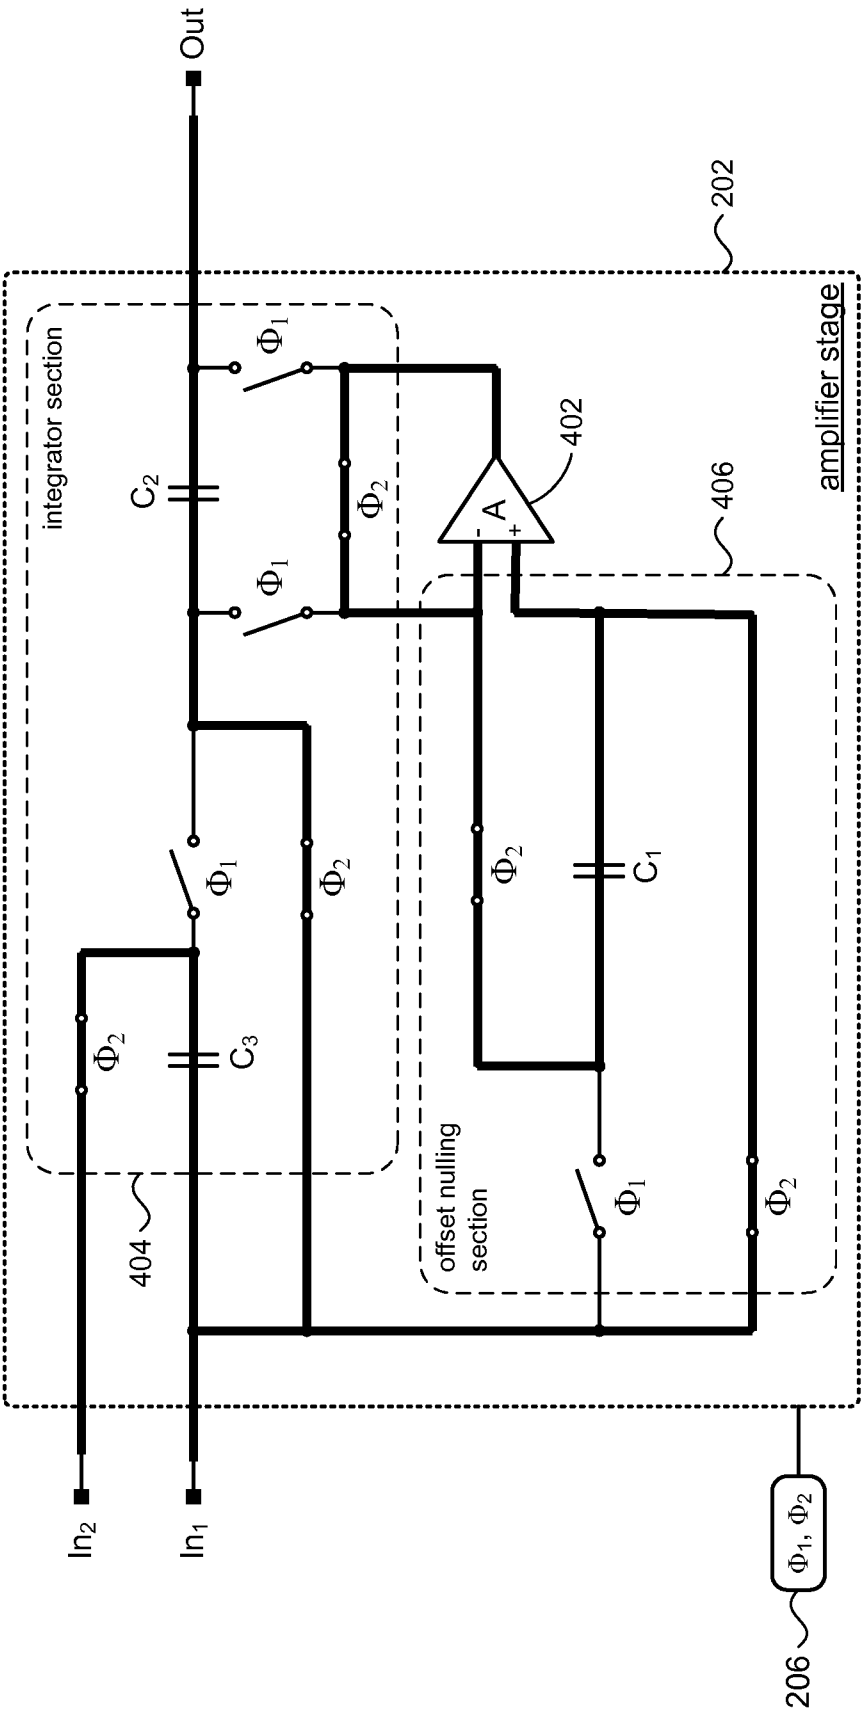 In₂
In₁
Out
integrator section
Φ₂
C₃
Φ₁
Φ₂
C₂
Φ₁
Φ₁
Φ₂
404
offset nulling
section
Φ₁
Φ₂
Φ₂
C₁
A
-
+
402
406
202
amplifier stage
Φ₁, Φ₂
206